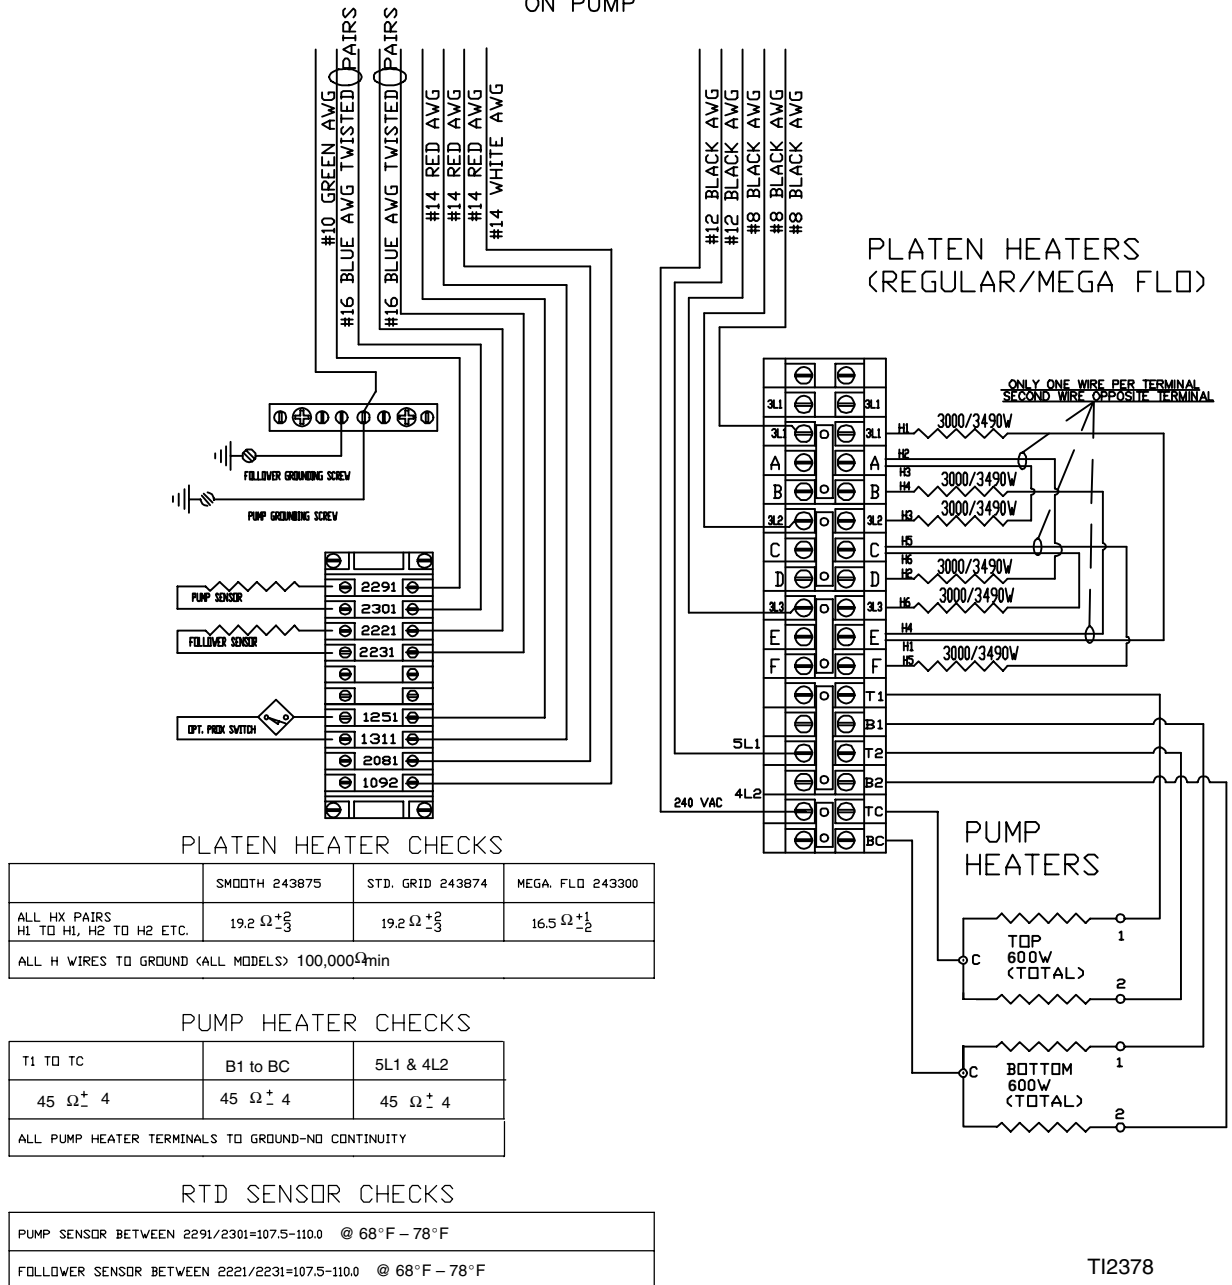 ON PUMP
#10 GREEN AWG
#16 BLUE AWG TWISTED PAIRS
#16 BLUE AWG TWISTED PAIRS
#14 RED AWG
#14 RED AWG
#14 RED AWG
#14 WHITE AWG
#12 BLACK AWG
#12 BLACK AWG
#8 BLACK AWG
#8 BLACK AWG
#8 BLACK AWG
PLATEN HEATERS
(REGULAR/MEGA FLO)
ONLY ONE WIRE PER TERMINAL
SECOND WIRE OPPOSITE TERMINAL
FOLLOWER GROUNDING SCREW
PUMP GROUNDING SCREW
PUMP SENSOR
FOLLOWER SENSOR
OPT. PROX SWITCH
2291
2301
2221
2231
1251
1311
2081
1092
3L1 3L1
3L1 3L1 H1 3000/3490W
A A H2
H3
B B H4 3000/3490W
3L2 3L2 H3 3000/3490W
C C H5
H6
D D H2 3000/3490W
3L3 3L3 H6 3000/3490W
E E H4
H1
F F H5 3000/3490W
T1
B1
5L1 T2
B2
4L2
240 VAC TC
BC
PUMP
HEATERS
C
TOP
600W
(TOTAL)
1
2
C
BOTTOM
600W
(TOTAL)
1
2
PLATEN HEATER CHECKS
SMOOTH 243875 STD. GRID 243874 MEGA. FLO 243300
ALL HX PAIRS
H1 TO H1, H2 TO H2 ETC. 19.2 Ω +2 -3 19.2 Ω +2 -3 16.5 Ω +1 -2
ALL H WIRES TO GROUND (ALL MODELS) 100,000Ω min
PUMP HEATER CHECKS
T1 TO TC B1 to BC 5L1 & 4L2
45 Ω ± 4 45 Ω ± 4 45 Ω ± 4
ALL PUMP HEATER TERMINALS TO GROUND-NO CONTINUITY
RTD SENSOR CHECKS
PUMP SENSOR BETWEEN 2291/2301=107.5-110.0 @ 68°F – 78°F
FOLLOWER SENSOR BETWEEN 2221/2231=107.5-110.0 @ 68°F – 78°F
TI2378